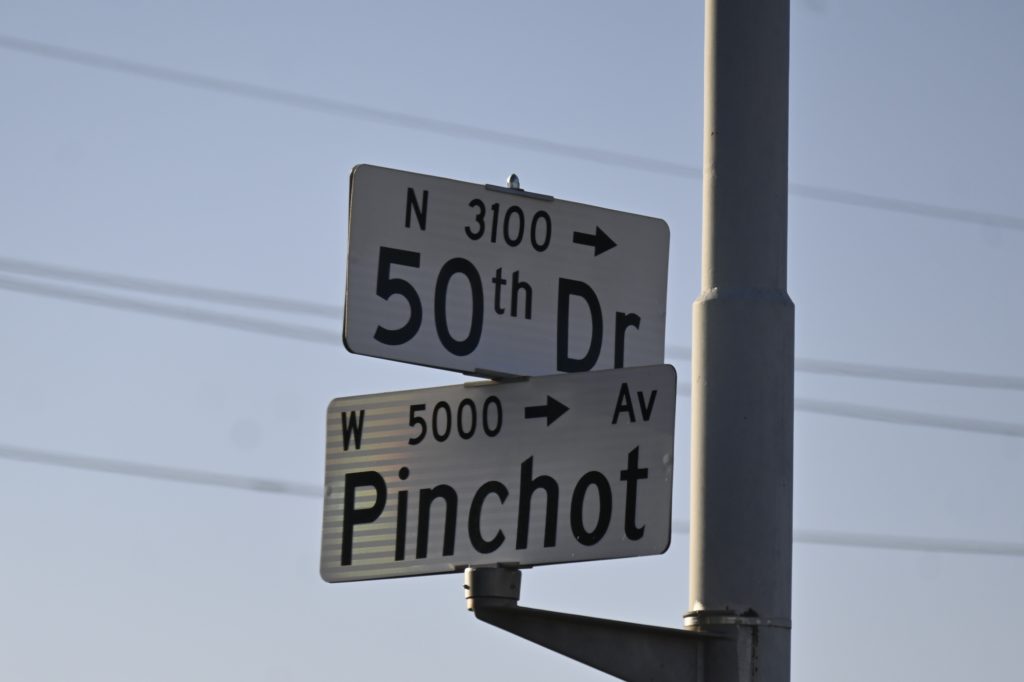 N 3100 →
50th Dr
W 5000 → Av
Pinchot